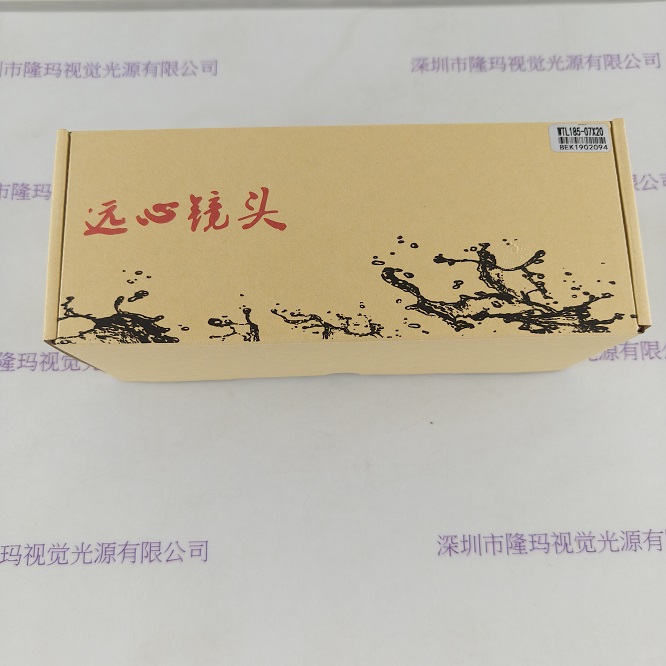 圳市隆玛视觉光源有限公司
深圳市隆玛视觉光源有限公司
WTL185-07X20
BEK1902094
远心镜头
隆玛视觉光源有限公司
玛视觉光源有限公司
深圳市隆玛视觉光源有限公司